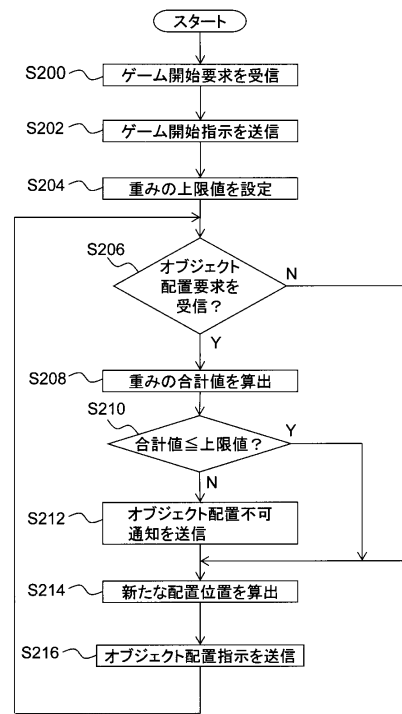 スタート
S200
ゲーム開始要求を受信
S202
ゲーム開始指示を送信
S204
重みの上限値を設定
S206
オブジェクト
配置要求を
受信?
N
Y
S208
重みの合計値を算出
S210
合計値≦上限値?
Y
N
S212
オブジェクト配置不可
通知を送信
S214
新たな配置位置を算出
S216
オブジェクト配置指示を送信